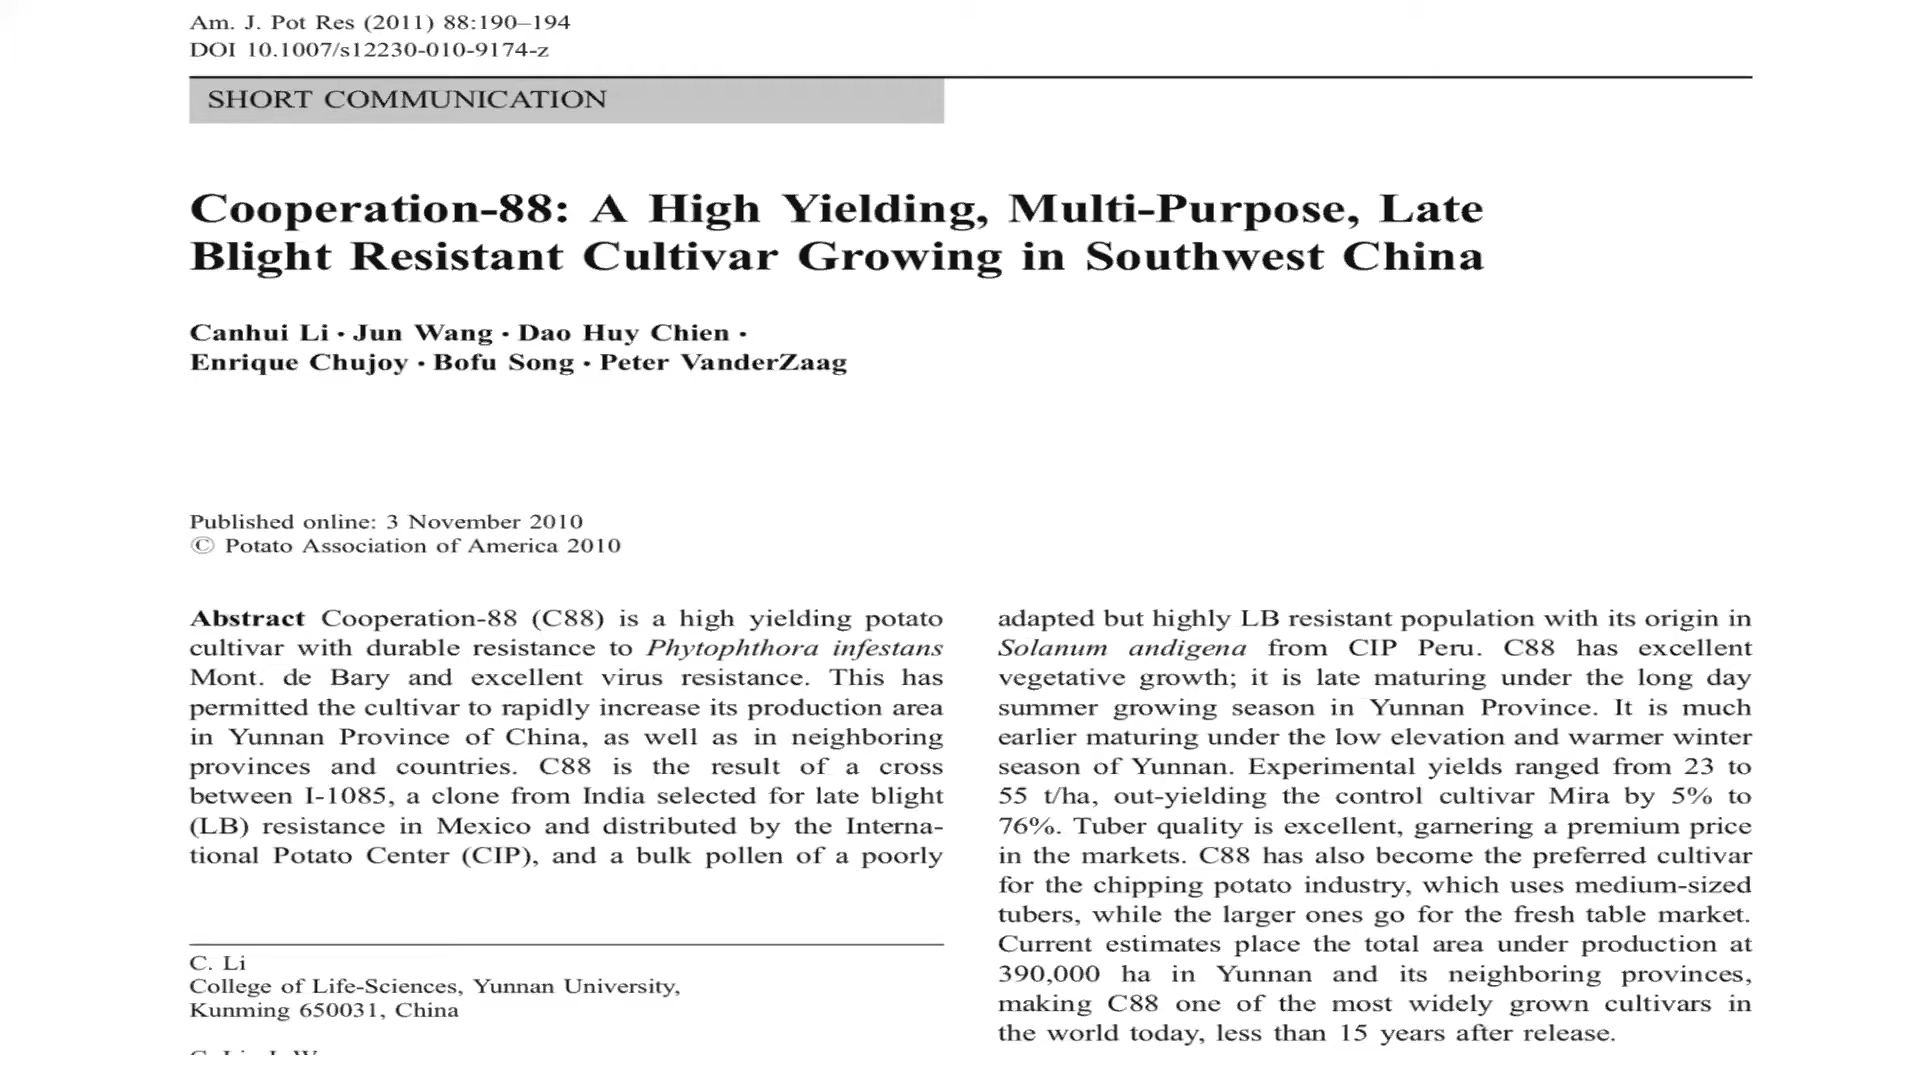 Am. J. Pot Res (2011) 88:190–194
DOI 10.1007/s12230-010-9174-z
SHORT COMMUNICATION
Cooperation-88: A High Yielding, Multi-Purpose, Late
Blight Resistant Cultivar Growing in Southwest China
Canhui Li · Jun Wang · Dao Huy Chien ·
Enrique Chujoy · Bofu Song · Peter VanderZaag
Published online: 3 November 2010
© Potato Association of America 2010
Abstract Cooperation-88 (C88) is a high yielding potato
cultivar with durable resistance to Phytophthora infestans
Mont. de Bary and excellent virus resistance. This has
permitted the cultivar to rapidly increase its production area
in Yunnan Province of China, as well as in neighboring
provinces and countries. C88 is the result of a cross
between I-1085, a clone from India selected for late blight
(LB) resistance in Mexico and distributed by the Interna-
tional Potato Center (CIP), and a bulk pollen of a poorly
adapted but highly LB resistant population with its origin in
Solanum andigena from CIP Peru. C88 has excellent
vegetative growth; it is late maturing under the long day
summer growing season in Yunnan Province. It is much
earlier maturing under the low elevation and warmer winter
season of Yunnan. Experimental yields ranged from 23 to
55 t/ha, out-yielding the control cultivar Mira by 5% to
76%. Tuber quality is excellent, garnering a premium price
in the markets. C88 has also become the preferred cultivar
for the chipping potato industry, which uses medium-sized
tubers, while the larger ones go for the fresh table market.
Current estimates place the total area under production at
390,000 ha in Yunnan and its neighboring provinces,
making C88 one of the most widely grown cultivars in
the world today, less than 15 years after release.
C. Li
College of Life-Sciences, Yunnan University,
Kunming 650031, China